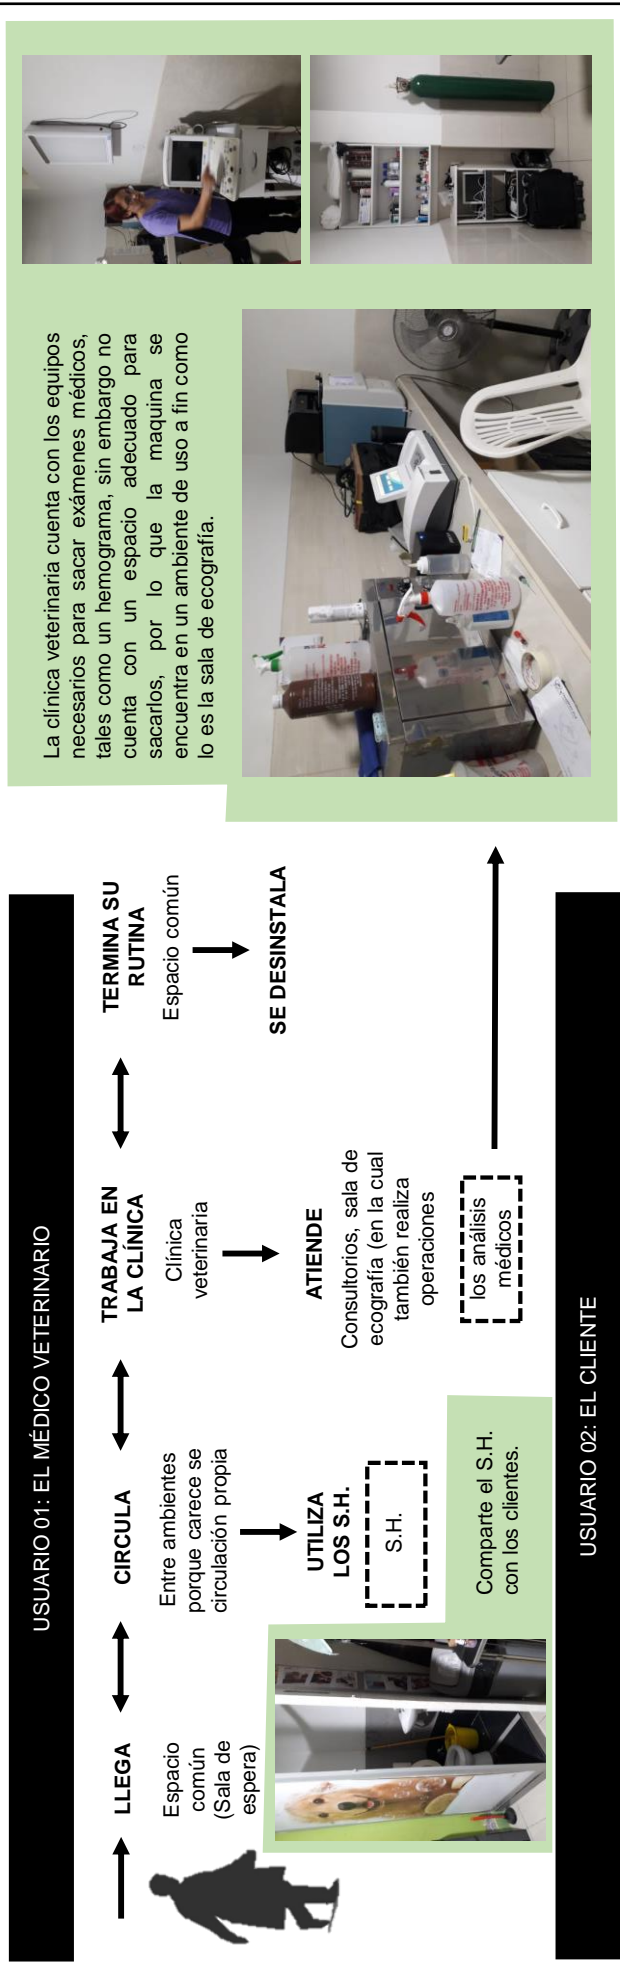 USUARIO 01: EL MÉDICO VETERINARIO
LLEGA
Espacio
común
(Sala de
espera)
CIRCULA
Entre ambientes
porque carece se
circulación propia
UTILIZA
LOS S.H.
S.H.
Comparte el S.H.
con los clientes.
TRABAJA EN
LA CLÍNICA
Clínica
veterinaria
ATIENDE
Consultorios, sala de
ecografía (en la cual
también realiza
operaciones
los análisis
médicos
TERMINA SU
RUTINA
Espacio común
SE DESINSTALA
La clínica veterinaria cuenta con los equipos
necesarios para sacar exámenes médicos,
tales como un hemograma, sin embargo no
cuenta con un espacio adecuado para
sacarlos, por lo que la maquina se
encuentra en un ambiente de uso a fin como
lo es la sala de ecografía.
USUARIO 02: EL CLIENTE